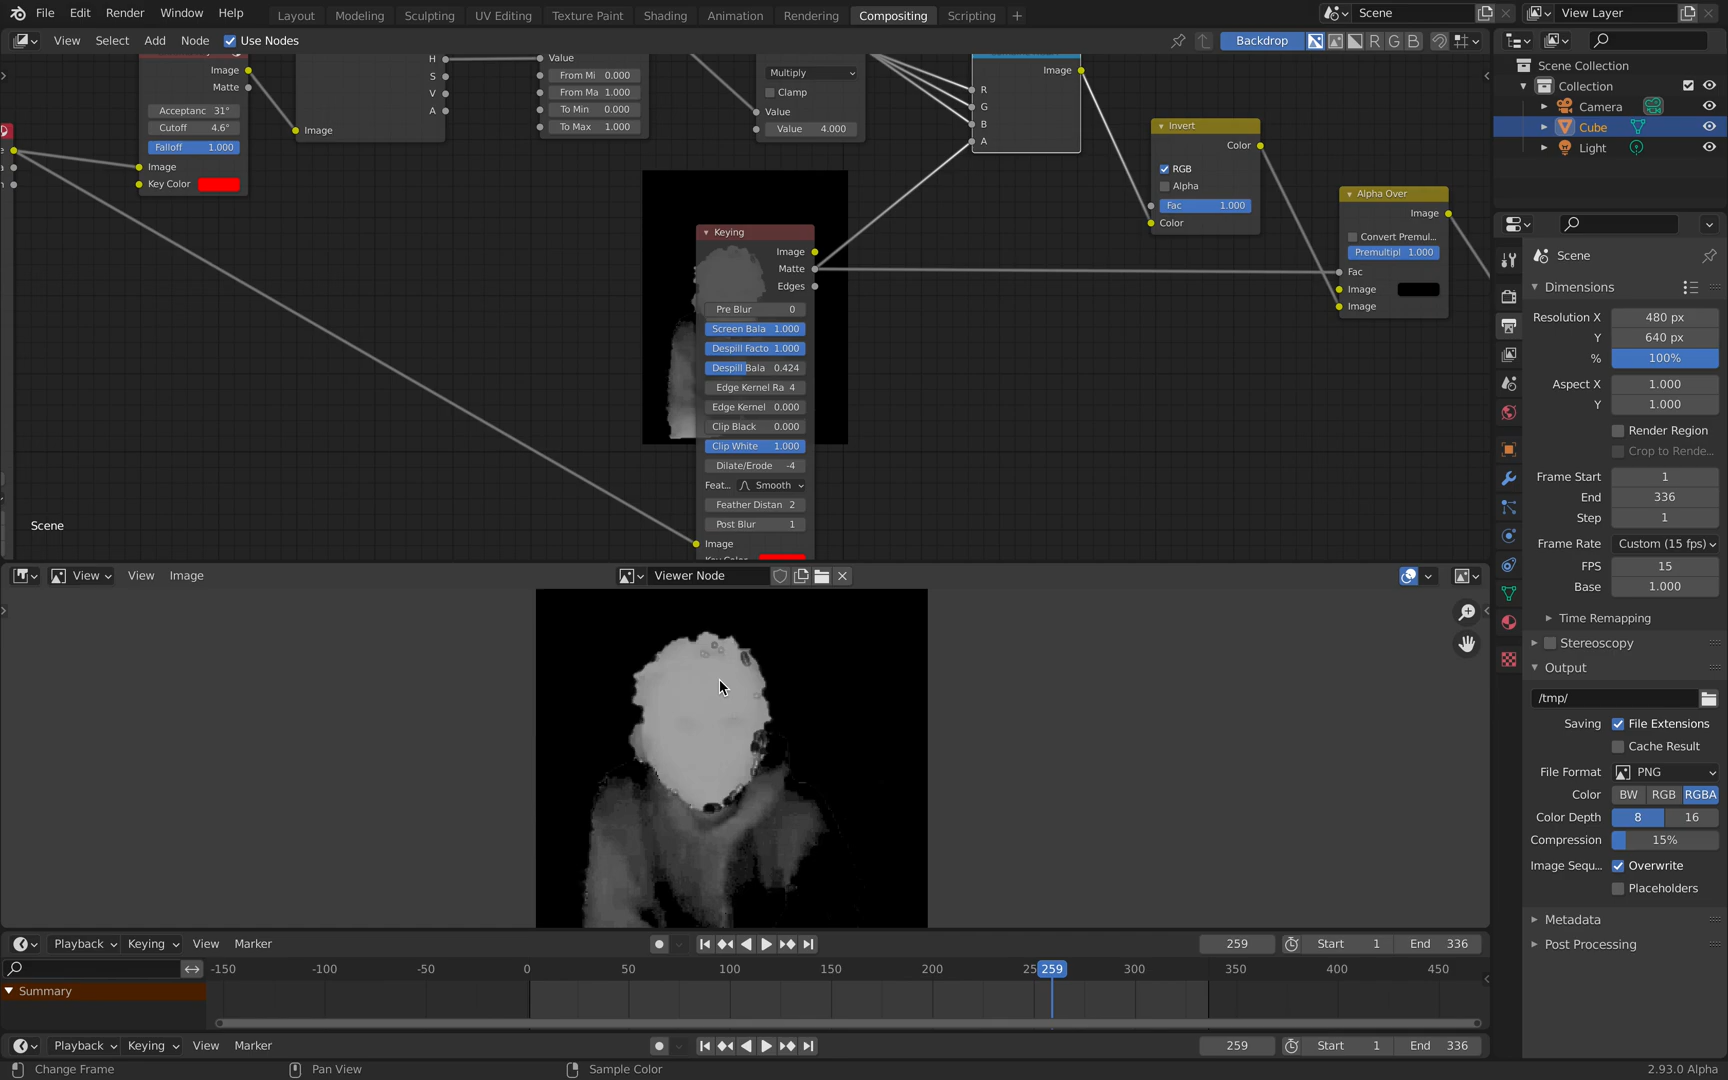 File Edit Render Window Help Layout Modeling Sculpting UV Editing Texture Paint Shading Animation Rendering Compositing Scripting + Scene View Layer
View Select Add Node Use Nodes Backdrop R G B
Scene Collection
Collection
Camera
Cube
Light
Image
Matte
Acceptanc 31°
Cutoff 4.6°
Falloff 1.000
Image
Key Color
H
S
V
A
Image
Value
From Mi 0.000
From Ma 1.000
To Min 0.000
To Max 1.000
Multiply
Clamp
Value
Value 4.000
Image
R
G
B
A
Invert
Color
RGB
Alpha
Fac 1.000
Color
Alpha Over
Image
Convert Premul...
Premultipl 1.000
Fac
Image
Image
Keying
Image
Matte
Edges
Pre Blur 0
Screen Bala 1.000
Despill Facto 1.000
Despill Bala 0.424
Edge Kernel Ra 4
Edge Kernel 0.000
Clip Black 0.000
Clip White 1.000
Dilate/Erode -4
Feat... Smooth
Feather Distan 2
Post Blur 1
Image
Scene
Scene
Dimensions
Resolution X 480 px
Y 640 px
% 100%
Aspect X 1.000
Y 1.000
Render Region
Crop to Rende...
Frame Start 1
End 336
Step 1
Frame Rate Custom (15 fps)
FPS 15
Base 1.000
Time Remapping
Stereoscopy
Output
/tmp/
Saving File Extensions
Cache Result
File Format PNG
Color BW RGB RGBA
Color Depth 8 16
Compression 15%
Image Sequ... Overwrite
Placeholders
Metadata
Post Processing
View View Image Viewer Node
Playback Keying View Marker 259 Start 1 End 336
-150 -100 -50 0 50 100 150 200 25 259 300 350 400 450
Summary
Playback Keying View Marker 259 Start 1 End 336
Change Frame Pan View Sample Color 2.93.0 Alpha